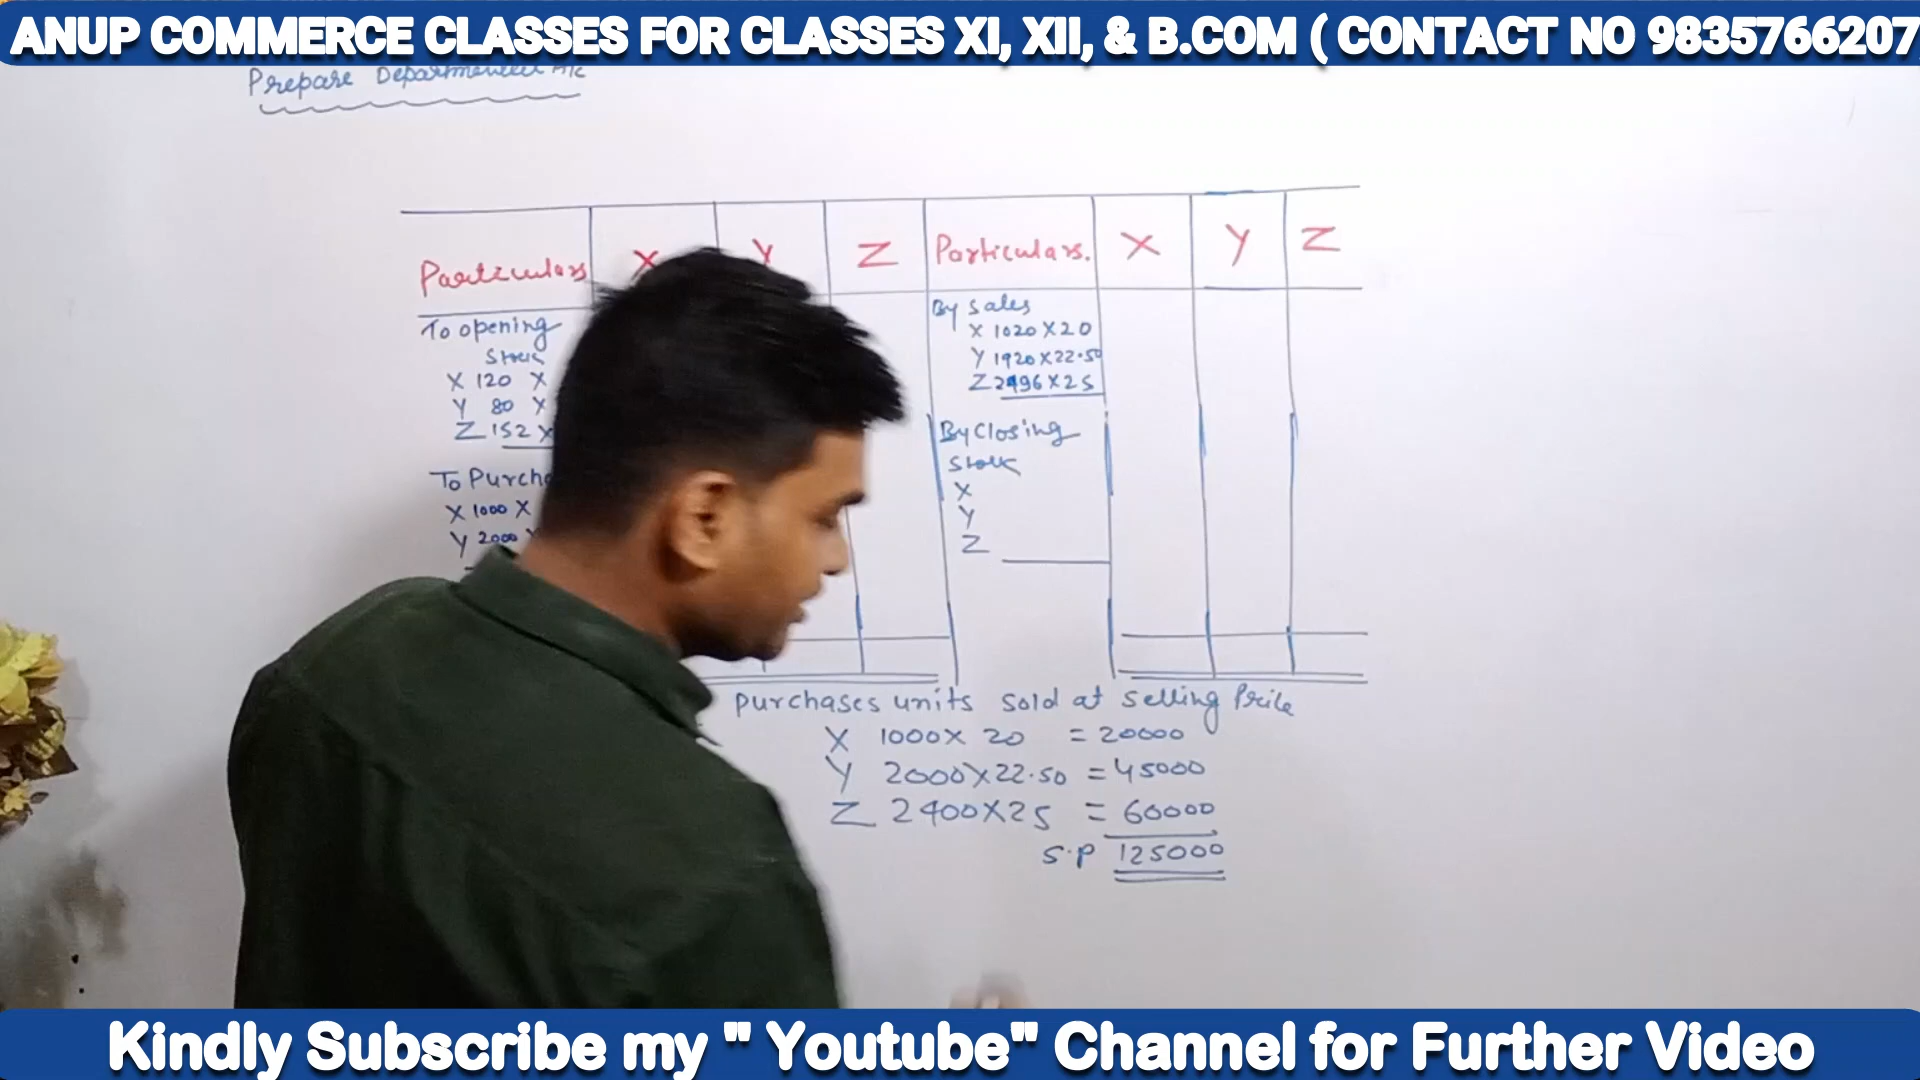 ANUP COMMERCE CLASSES FOR CLASSES XI, XII, & B.COM ( CONTACT NO 9835766207
Prepare Departmental A/c
Particulars X Y Z Particulars. X Y Z
To opening
Stock
X 120 X
Y 80 X
Z 152 X
To Purcha
X 1000 X
Y 2000
By Sales
X 1020 X 20
Y 1920 X 22.50
Z 2496 X 25
By Closing
Stock
X
Y
Z
purchases units sold at selling Price
X 1000 X 20 = 20000
Y 2000 X 22.50 = 45000
Z 2400 X 25 = 60000
S.P 125000
Kindly Subscribe my " Youtube" Channel for Further Video